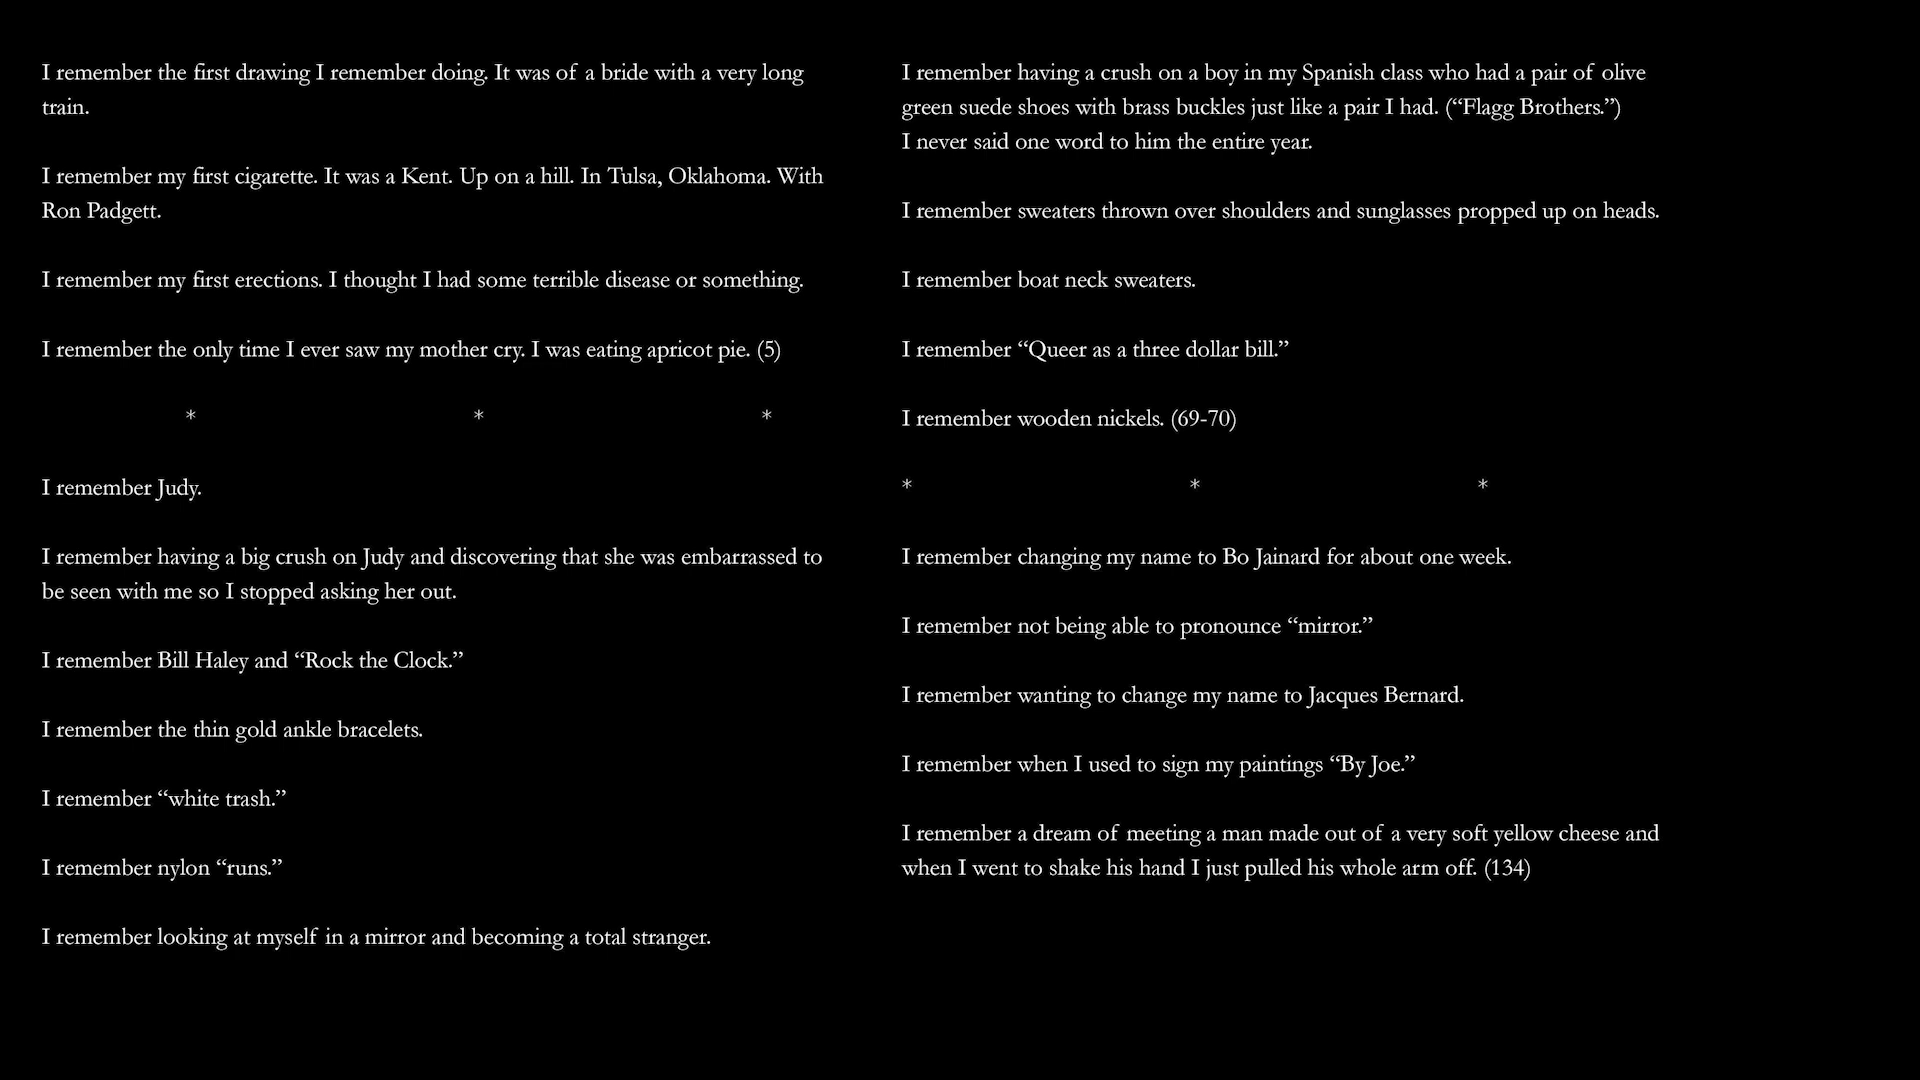 I remember the first drawing I remember doing. It was of a bride with a very long
train.
I remember my first cigarette. It was a Kent. Up on a hill. In Tulsa, Oklahoma. With
Ron Padgett.
I remember my first erections. I thought I had some terrible disease or something.
I remember the only time I ever saw my mother cry. I was eating apricot pie. (5)
* * *
I remember Judy.
I remember having a big crush on Judy and discovering that she was embarrassed to
be seen with me so I stopped asking her out.
I remember Bill Haley and “Rock the Clock.”
I remember the thin gold ankle bracelets.
I remember “white trash.”
I remember nylon “runs.”
I remember looking at myself in a mirror and becoming a total stranger.
I remember having a crush on a boy in my Spanish class who had a pair of olive
green suede shoes with brass buckles just like a pair I had. (“Flagg Brothers.”)
I never said one word to him the entire year.
I remember sweaters thrown over shoulders and sunglasses propped up on heads.
I remember boat neck sweaters.
I remember “Queer as a three dollar bill.”
I remember wooden nickels. (69-70)
* * *
I remember changing my name to Bo Jainard for about one week.
I remember not being able to pronounce “mirror.”
I remember wanting to change my name to Jacques Bernard.
I remember when I used to sign my paintings “By Joe.”
I remember a dream of meeting a man made out of a very soft yellow cheese and
when I went to shake his hand I just pulled his whole arm off. (134)